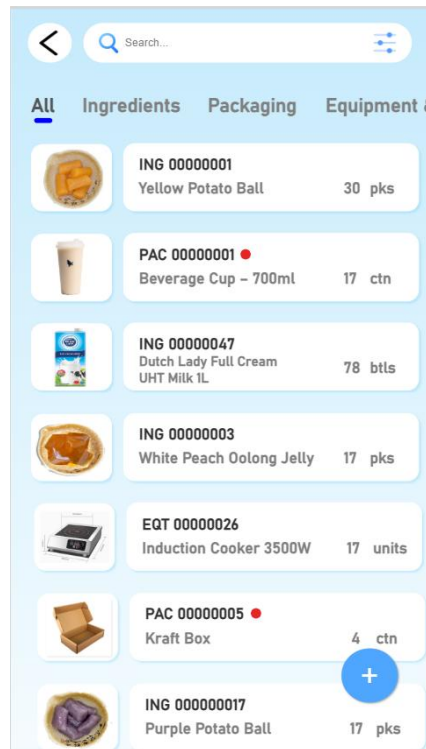 Search...
All Ingredients Packaging Equipment &
ING 00000001
Yellow Potato Ball 30 pks
PAC 00000001
Beverage Cup – 700ml 17 ctn
ING 00000047
Dutch Lady Full Cream
UHT Milk 1L 78 btls
ING 00000003
White Peach Oolong Jelly 17 pks
EQT 00000026
Induction Cooker 3500W 17 units
PAC 00000005
Kraft Box 4 ctn
+
ING 000000017
Purple Potato Ball 17 pks